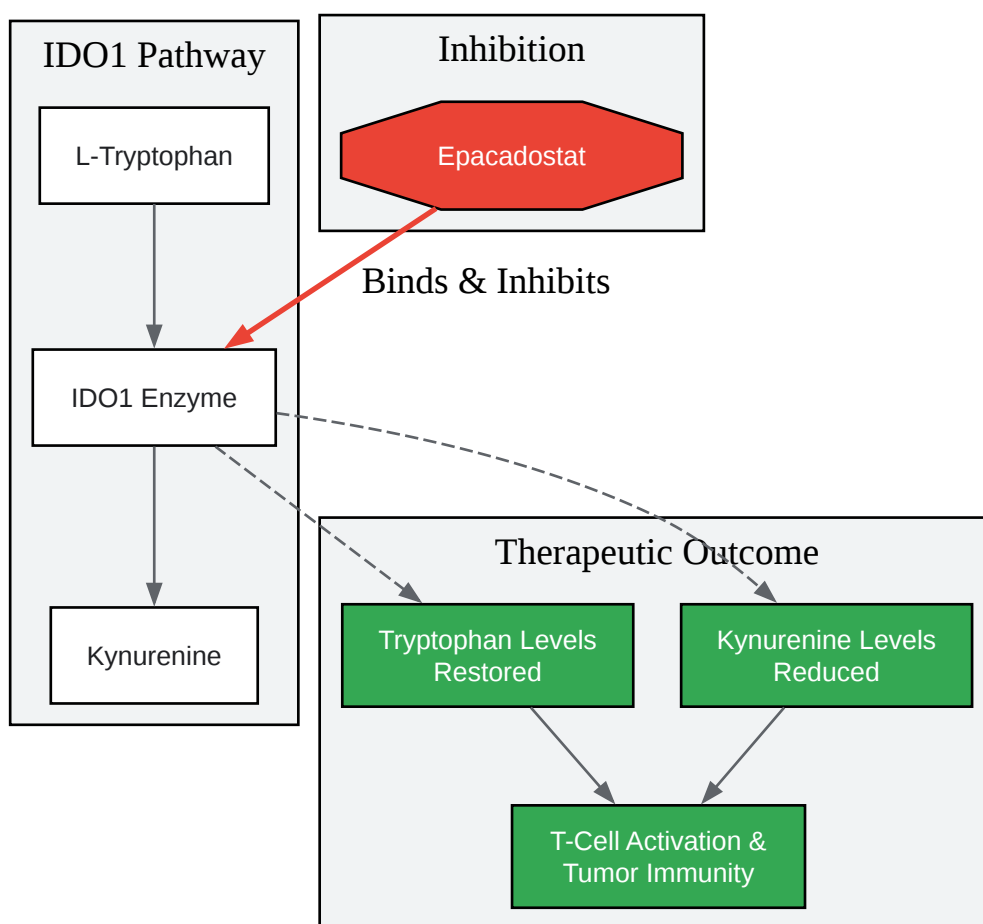 IDO1 Pathway
L-Tryptophan
IDO1 Enzyme
Kynurenine
Inhibition
Epacadostat
Binds & Inhibits
Therapeutic Outcome
Tryptophan Levels
Restored
Kynurenine Levels
Reduced
T-Cell Activation &
Tumor Immunity